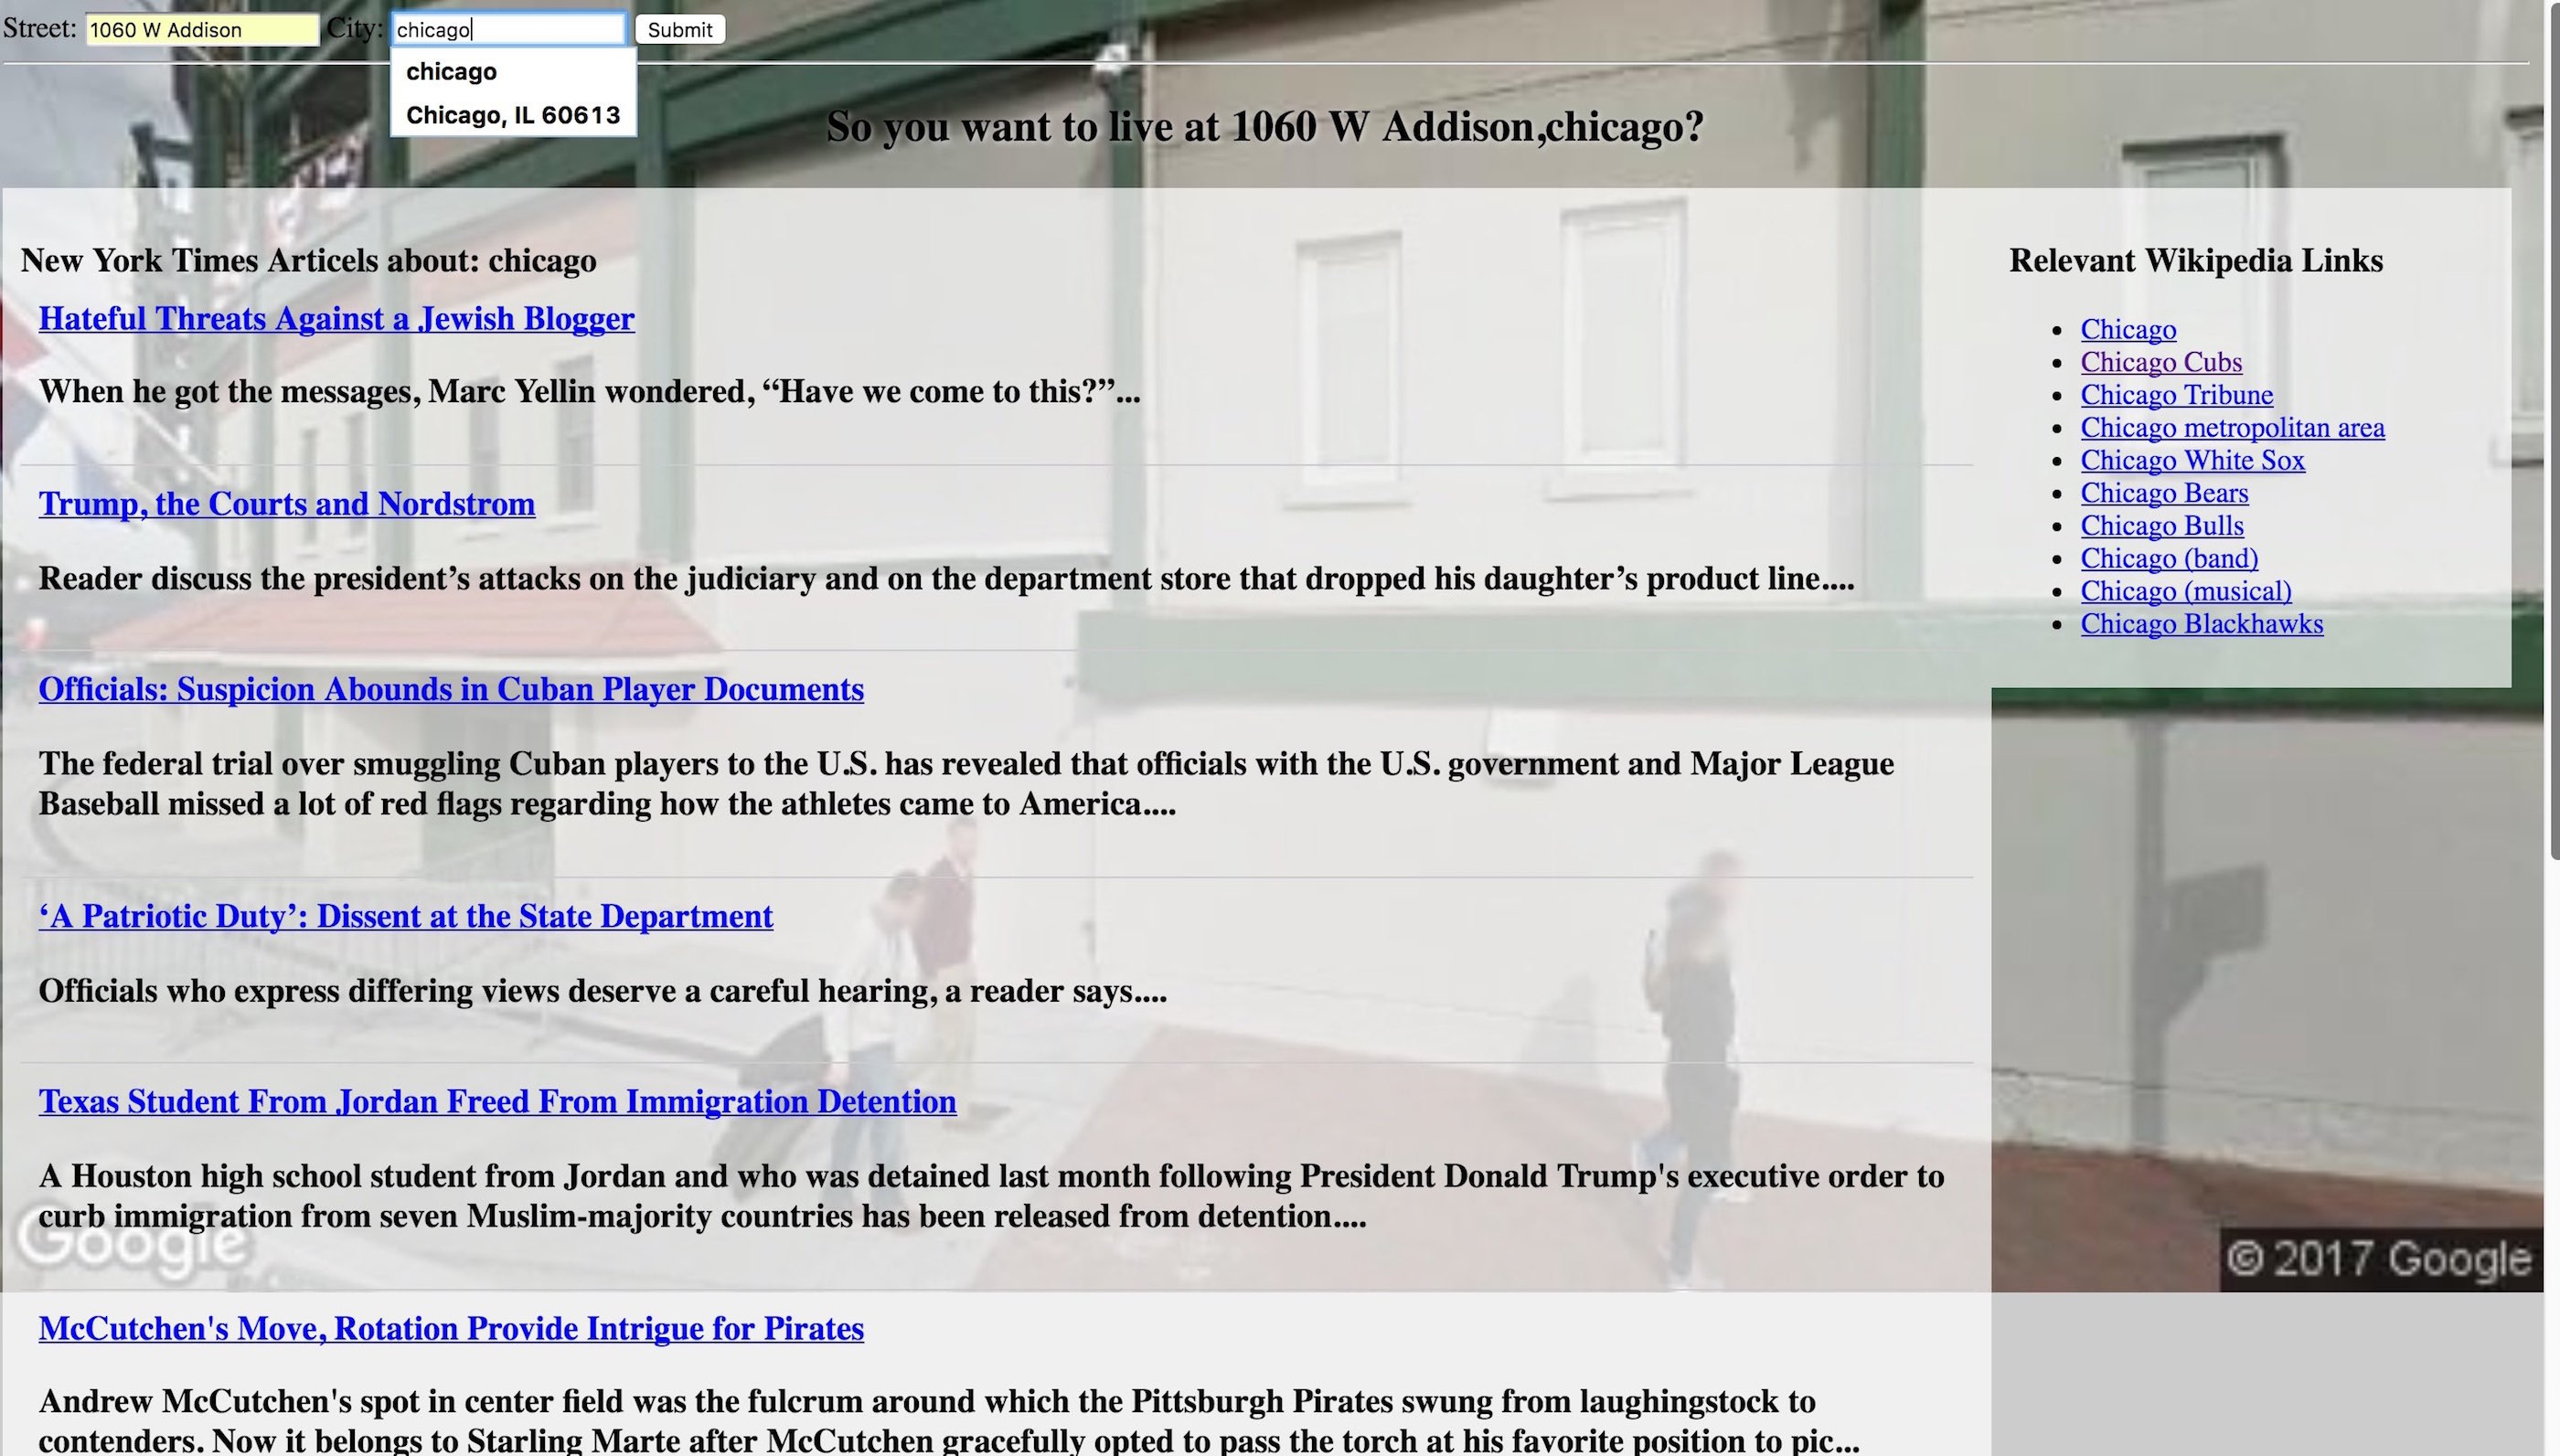 Street: 1060 W Addison City: chicago Submit
chicago
Chicago, IL 60613
So you want to live at 1060 W Addison,chicago?
New York Times Articels about: chicago
Hateful Threats Against a Jewish Blogger
When he got the messages, Marc Yellin wondered, “Have we come to this?”...
Trump, the Courts and Nordstrom
Reader discuss the president’s attacks on the judiciary and on the department store that dropped his daughter’s product line....
Officials: Suspicion Abounds in Cuban Player Documents
The federal trial over smuggling Cuban players to the U.S. has revealed that officials with the U.S. government and Major League
Baseball missed a lot of red flags regarding how the athletes came to America....
‘A Patriotic Duty’: Dissent at the State Department
Officials who express differing views deserve a careful hearing, a reader says....
Texas Student From Jordan Freed From Immigration Detention
A Houston high school student from Jordan and who was detained last month following President Donald Trump's executive order to
curb immigration from seven Muslim-majority countries has been released from detention....
Google
McCutchen's Move, Rotation Provide Intrigue for Pirates
Andrew McCutchen's spot in center field was the fulcrum around which the Pittsburgh Pirates swung from laughingstock to
contenders. Now it belongs to Starling Marte after McCutchen gracefully opted to pass the torch at his favorite position to pic...
Relevant Wikipedia Links
Chicago
Chicago Cubs
Chicago Tribune
Chicago metropolitan area
Chicago White Sox
Chicago Bears
Chicago Bulls
Chicago (band)
Chicago (musical)
Chicago Blackhawks
© 2017 Google